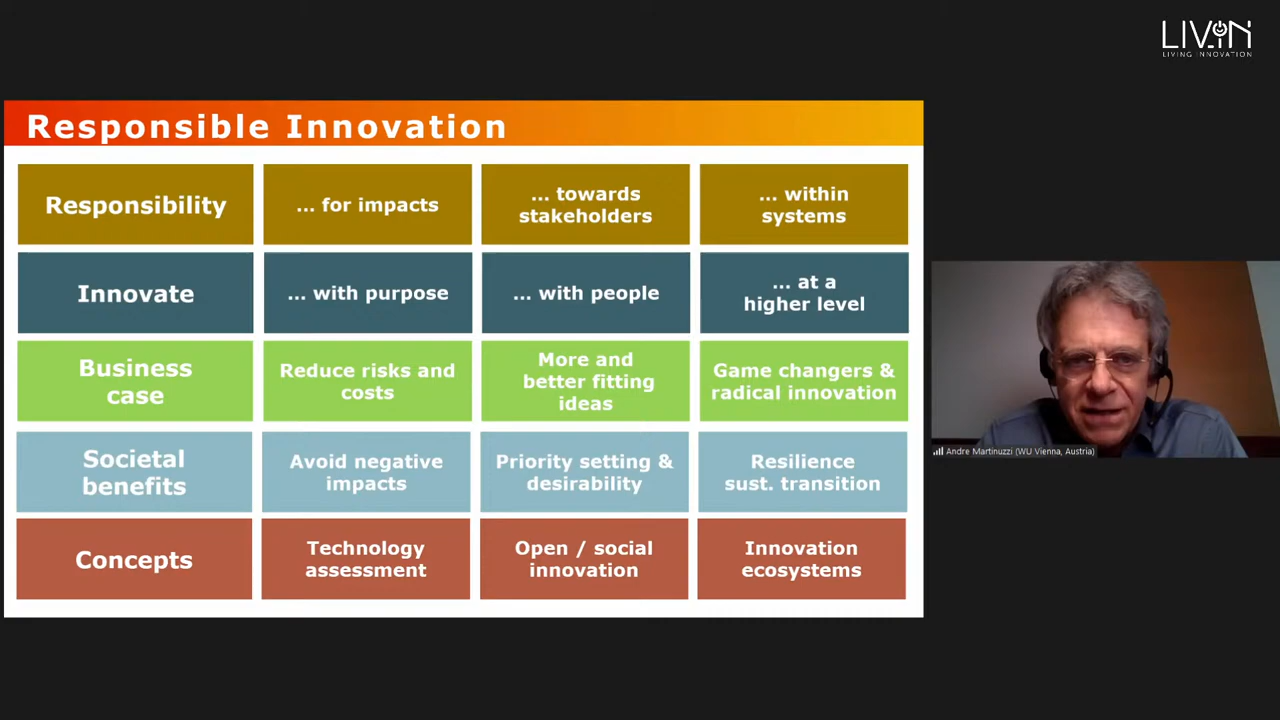 LIVIN
LIVING INNOVATION
Responsible Innovation
Responsibility
... for impacts
... towards
stakeholders
... within
systems
Innovate
... with purpose
... with people
... at a
higher level
Business
case
Reduce risks and
costs
More and
better fitting
ideas
Game changers &
radical innovation
Societal
benefits
Avoid negative
impacts
Priority setting &
desirability
Resilience
sust. transition
Concepts
Technology
assessment
Open / social
innovation
Innovation
ecosystems
Andre Martinuzzi (WU Vienna, Austria)